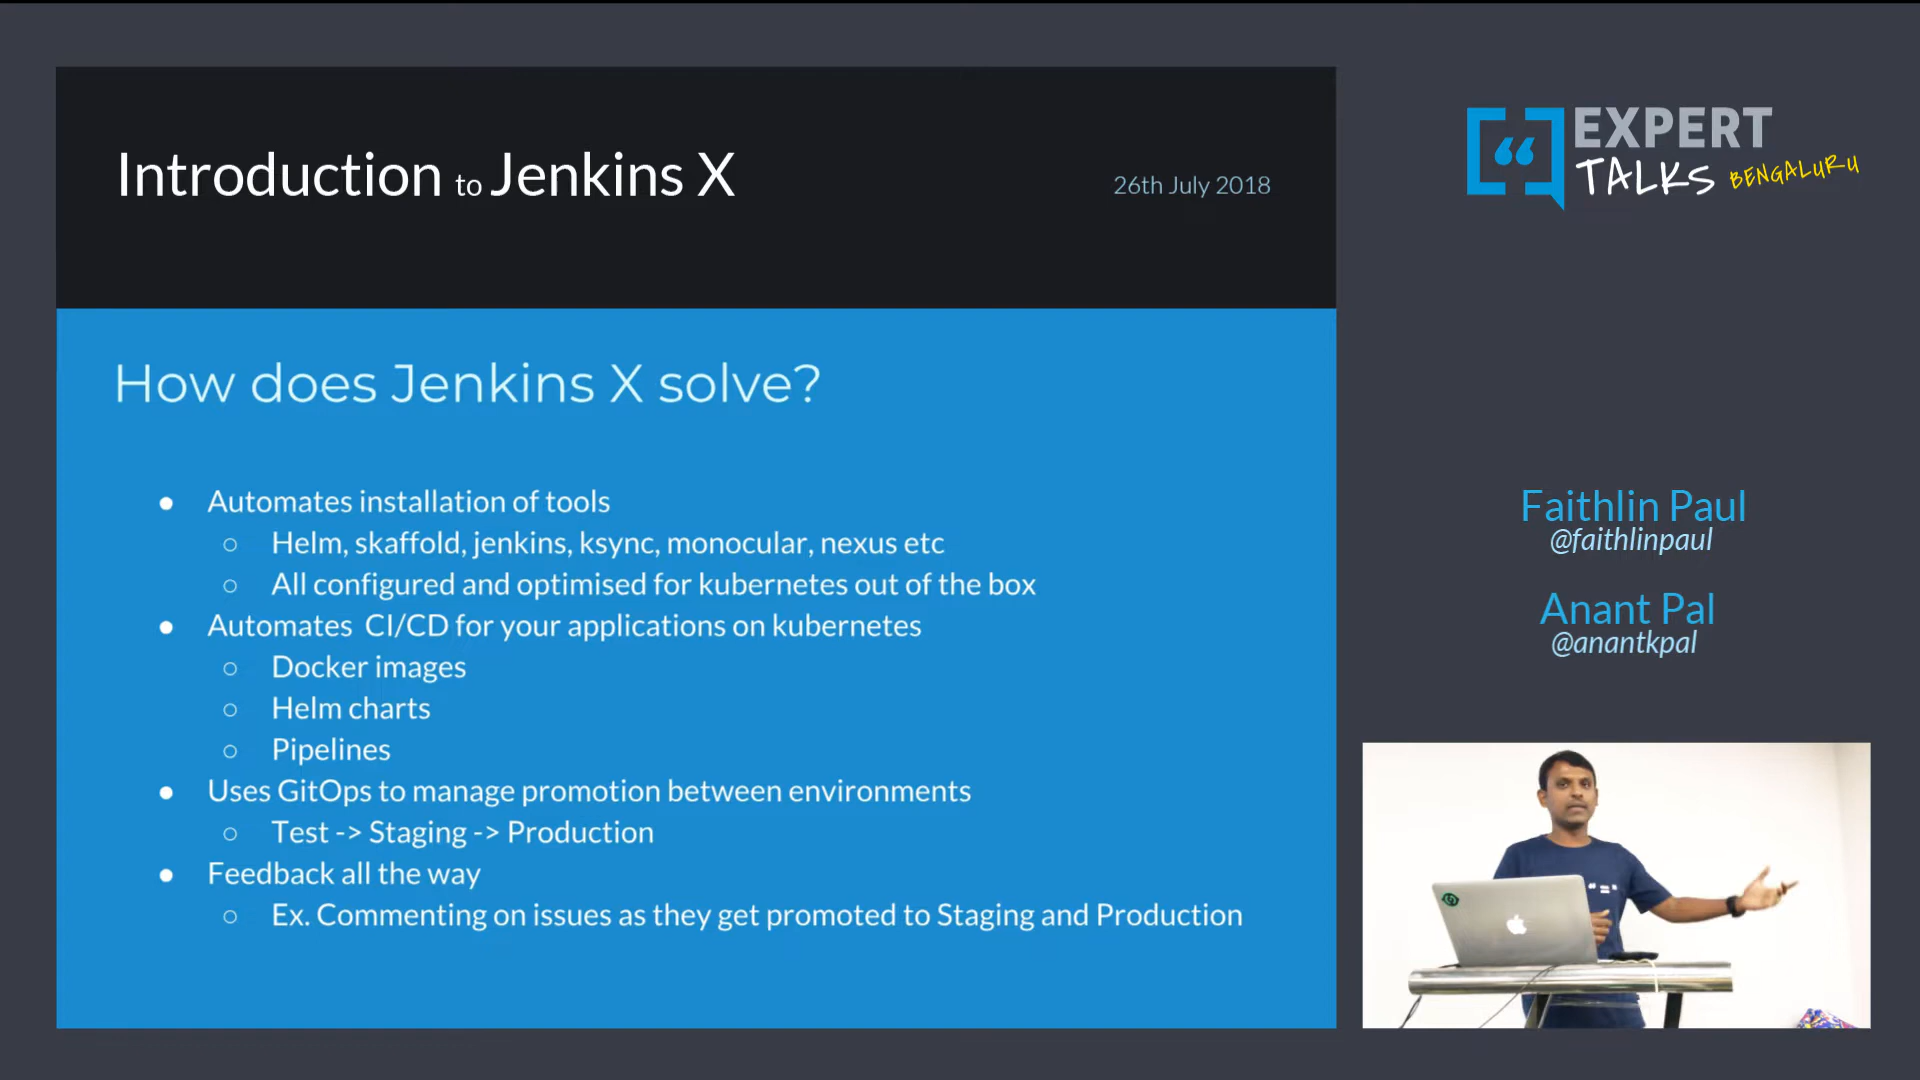 Introduction to Jenkins X
26th July 2018
EXPERT
TALKS BENGALURU
How does Jenkins X solve?
● Automates installation of tools
○ Helm, skaffold, jenkins, ksync, monocular, nexus etc
○ All configured and optimised for kubernetes out of the box
● Automates CI/CD for your applications on kubernetes
○ Docker images
○ Helm charts
○ Pipelines
● Uses GitOps to manage promotion between environments
○ Test -> Staging -> Production
● Feedback all the way
○ Ex. Commenting on issues as they get promoted to Staging and Production
Faithlin Paul
@faithlinpaul
Anant Pal
@anantkpal